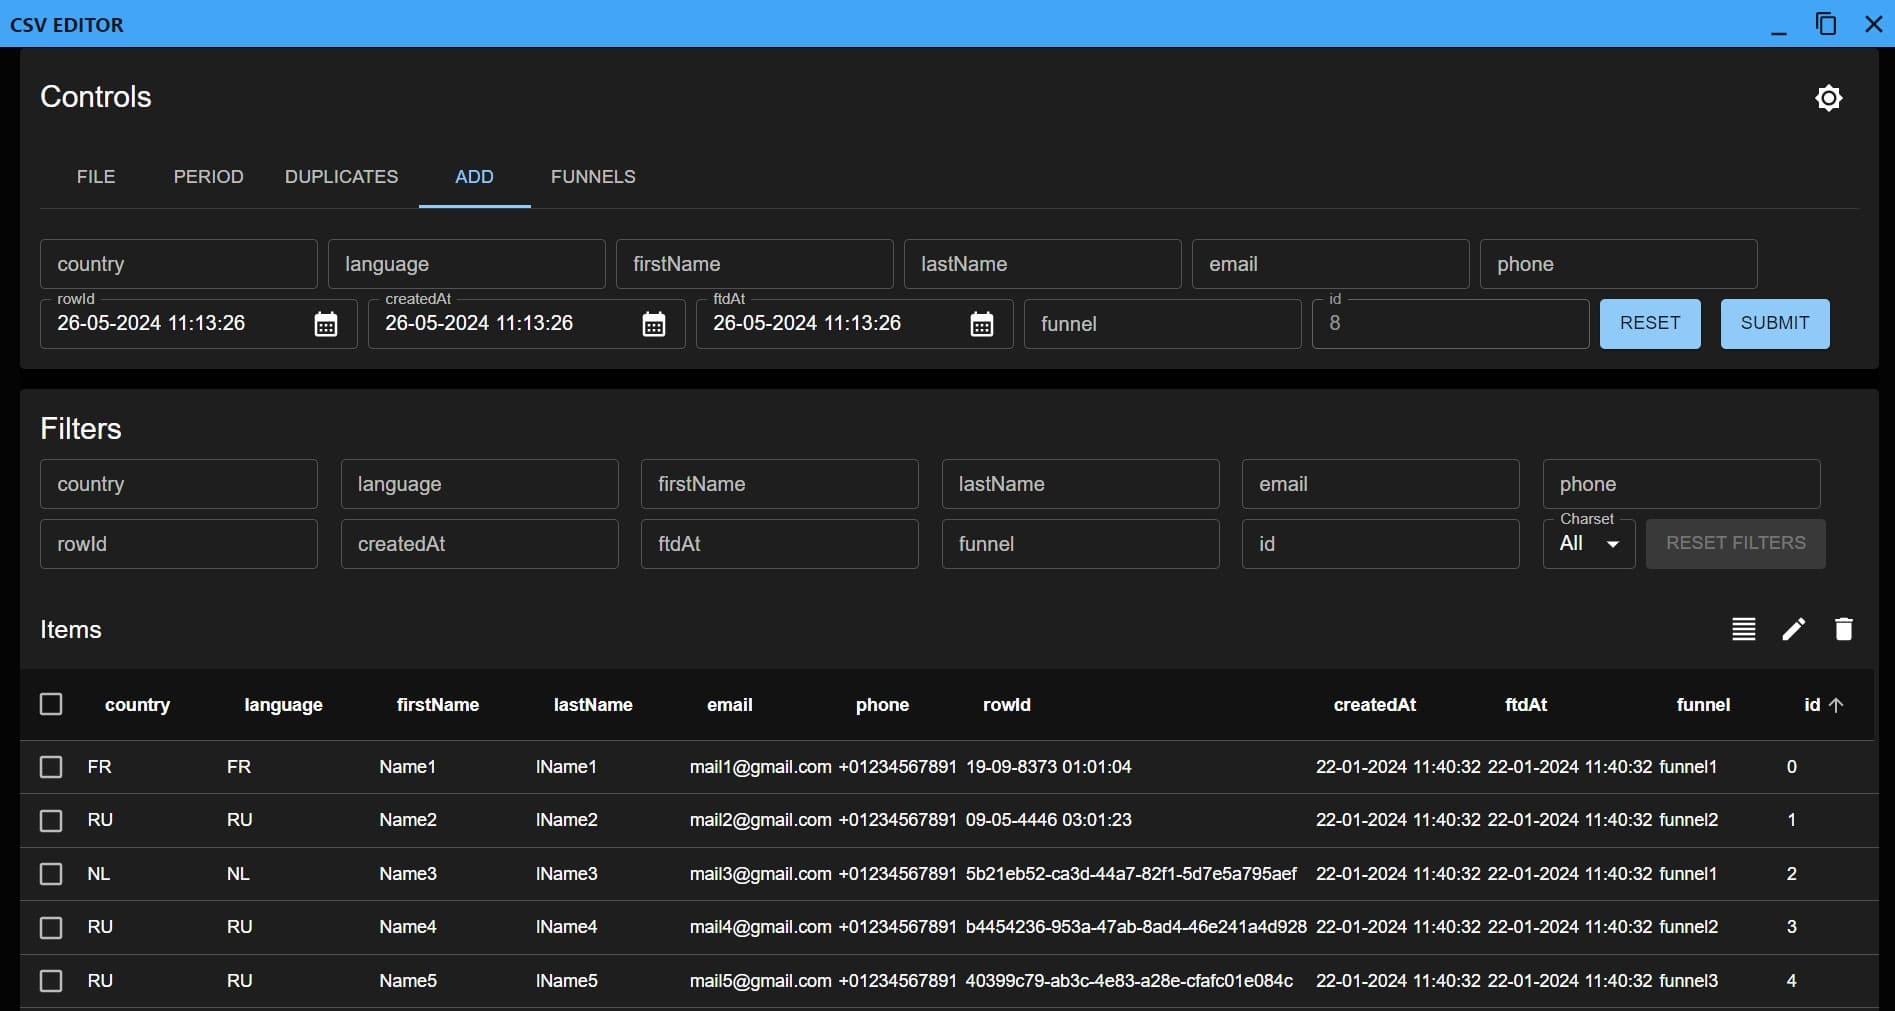 CSV EDITOR
Controls
FILE PERIOD DUPLICATES ADD FUNNELS
country language firstName lastName email phone
rowId createdAt ftdAt id
26-05-2024 11:13:26 26-05-2024 11:13:26 26-05-2024 11:13:26 funnel 8 RESET SUBMIT
Filters
country language firstName lastName email phone
Charset
rowId createdAt ftdAt funnel id All RESET FILTERS
Items
country language firstName lastName email phone rowId createdAt ftdAt funnel id
FR FR Name1 lName1 mail1@gmail.com +01234567891 19-09-8373 01:01:04 22-01-2024 11:40:32 22-01-2024 11:40:32 funnel1 0
RU RU Name2 lName2 mail2@gmail.com +01234567891 09-05-4446 03:01:23 22-01-2024 11:40:32 22-01-2024 11:40:32 funnel2 1
NL NL Name3 lName3 mail3@gmail.com +01234567891 5b21eb52-ca3d-44a7-82f1-5d7e5a795aef 22-01-2024 11:40:32 22-01-2024 11:40:32 funnel1 2
RU RU Name4 lName4 mail4@gmail.com +01234567891 b4454236-953a-47ab-8ad4-46e241a4d928 22-01-2024 11:40:32 22-01-2024 11:40:32 funnel2 3
RU RU Name5 lName5 mail5@gmail.com +01234567891 40399c79-ab3c-4e83-a28e-cfafc01e084c 22-01-2024 11:40:32 22-01-2024 11:40:32 funnel3 4